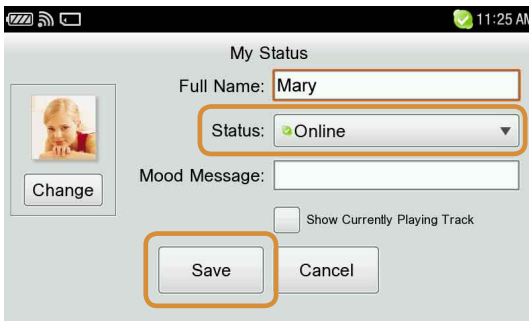 11:25 AM
My Status
Full Name: Mary
Status: Online
Mood Message:
Change
Show Currently Playing Track
Save Cancel